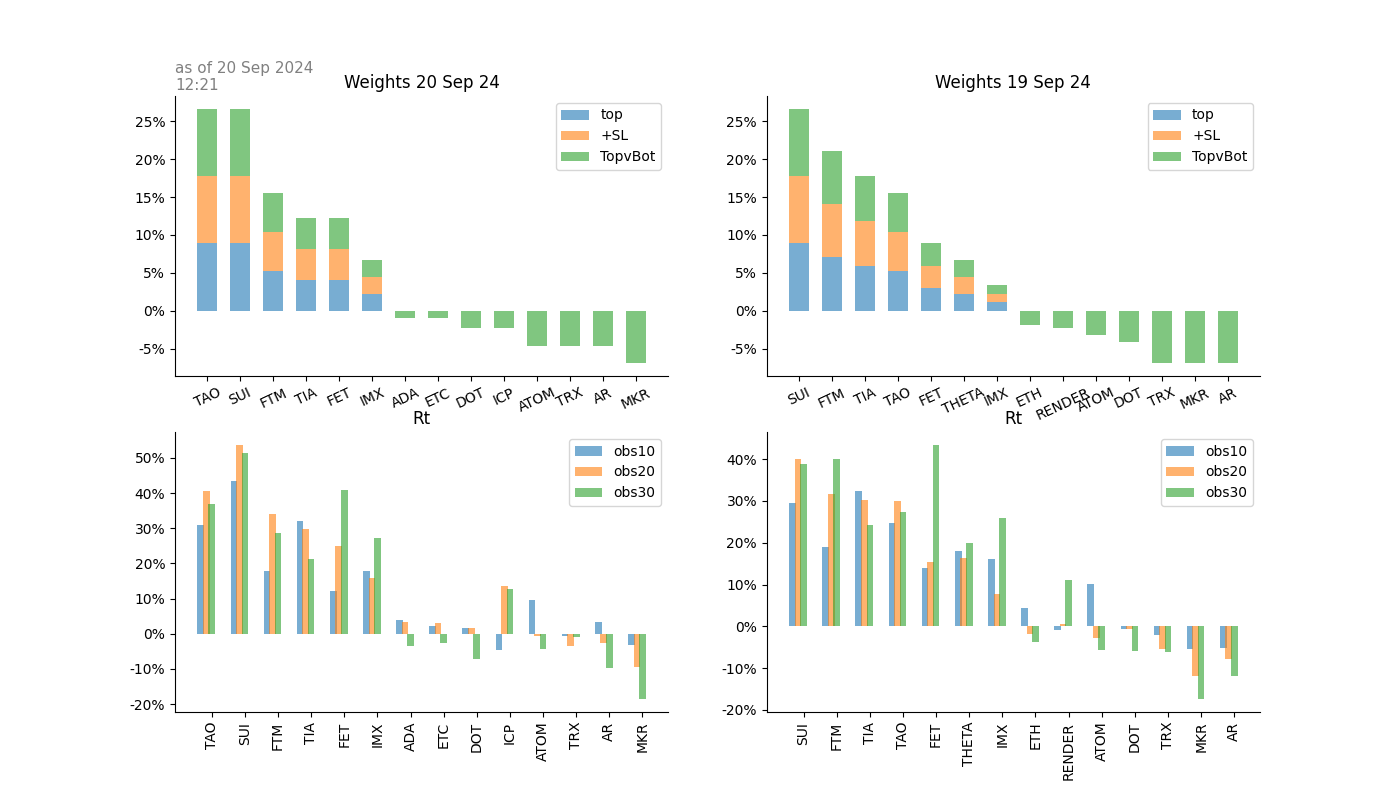 as of 20 Sep 2024
12:21
Weights 20 Sep 24
25%
20%
15%
10%
5%
0%
-5%
top
+SL
TopvBot
TAO SUI FTM TIA FET IMX ADA ETC DOT ICP ATOM TRX AR MKR
Weights 19 Sep 24
25%
20%
15%
10%
5%
0%
-5%
top
+SL
TopvBot
SUI FTM TIA TAO FET THETA IMX ETH RENDER ATOM DOT TRX MKR AR
Rt
50%
40%
30%
20%
10%
0%
-10%
-20%
obs10
obs20
obs30
TAO SUI FTM TIA FET IMX ADA ETC DOT ICP ATOM TRX AR MKR
Rt
40%
30%
20%
10%
0%
-10%
-20%
obs10
obs20
obs30
SUI FTM TIA TAO FET THETA IMX ETH RENDER ATOM DOT TRX MKR AR